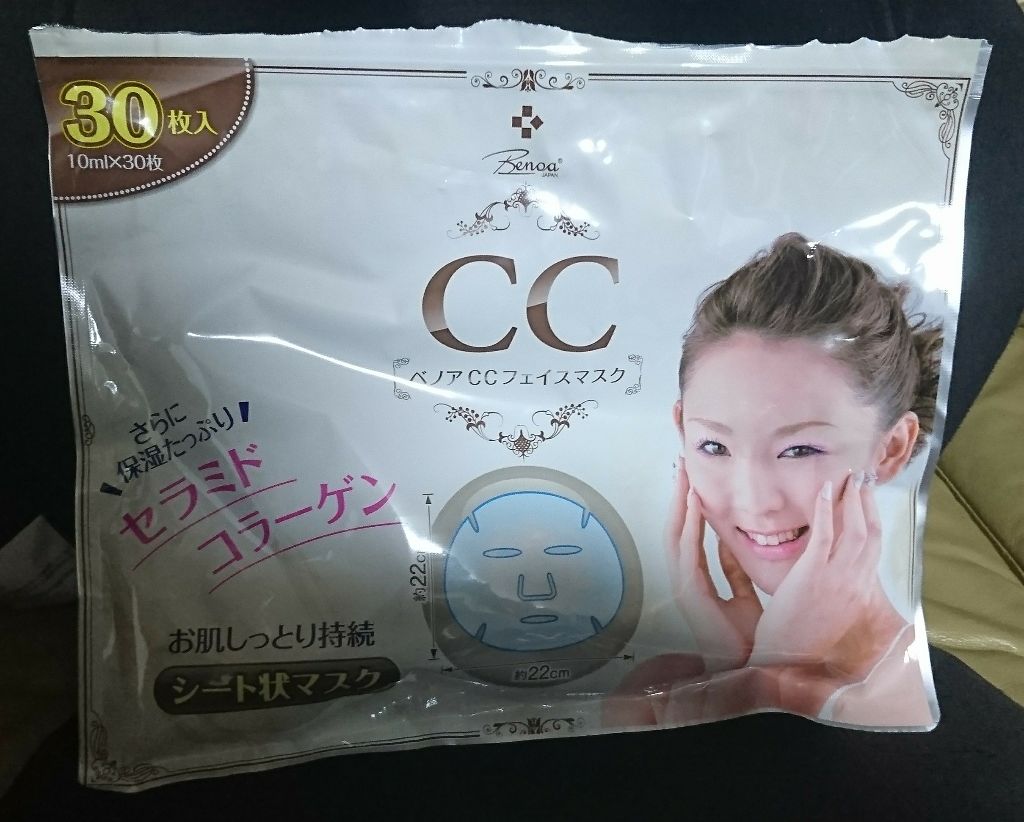 30枚入
10ml×30枚
Benoa®
JAPAN
CC
ベノアCCフェイスマスク
さらに
保湿たっぷり
セラミド
コラーゲン
約22cm
約22cm
お肌しっとり持続
シート状マスク